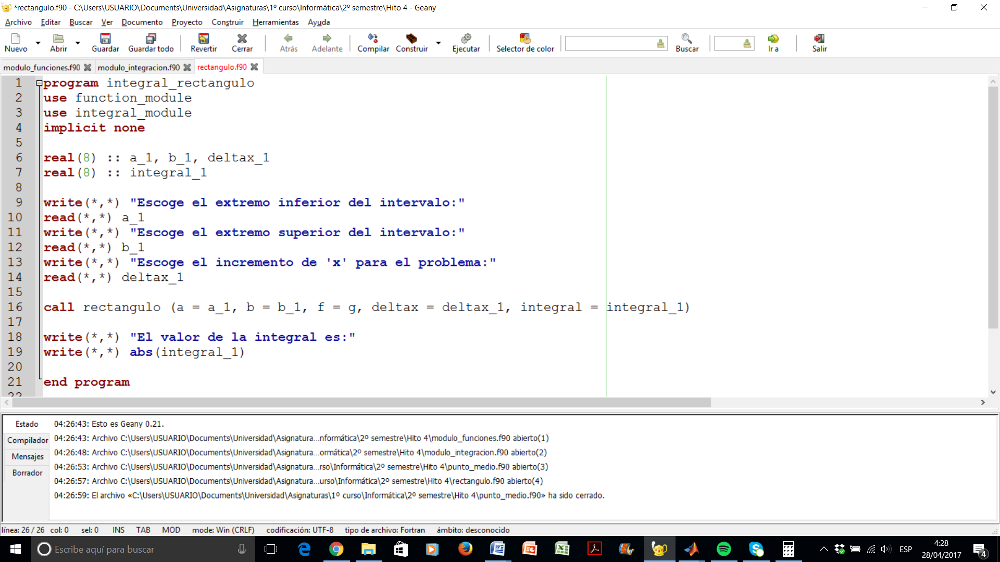 *rectangulo.f90 - C:\Users\USUARIO\Documents\Universidad\Asignaturas\1º curso\Informática\2º semestre\Hito 4 - Geany
Archivo Editar Buscar Ver Documento Proyecto Construir Herramientas Ayuda
Nuevo Abrir Guardar Guardar todo Revertir Cerrar Atrás Adelante Compilar Construir Ejecutar Selector de color Buscar Ir a Salir
modulo_funciones.f90 modulo_integracion.f90 rectangulo.f90
1 program integral_rectangulo
2 use function_module
3 use integral_module
4 implicit none
5
6 real(8) :: a_1, b_1, deltax_1
7 real(8) :: integral_1
8
9 write(*,*) "Escoge el extremo inferior del intervalo:"
10 read(*,*) a_1
11 write(*,*) "Escoge el extremo superior del intervalo:"
12 read(*,*) b_1
13 write(*,*) "Escoge el incremento de 'x' para el problema:"
14 read(*,*) deltax_1
15
16 call rectangulo (a = a_1, b = b_1, f = g, deltax = deltax_1, integral = integral_1)
17
18 write(*,*) "El valor de la integral es:"
19 write(*,*) abs(integral_1)
20
21 end program
22
Estado 04:26:43: Esto es Geany 0.21.
04:26:43: Archivo C:\Users\USUARIO\Documents\Universidad\Asignatura...nformática\2º semestre\Hito 4\modulo_funciones.f90 abierto(1)
Compilador
04:26:48: Archivo C:\Users\USUARIO\Documents\Universidad\Asignatura...ormática\2º semestre\Hito 4\modulo_integracion.f90 abierto(2)
Mensajes
04:26:53: Archivo C:\Users\USUARIO\Documents\Universidad\Asignatura...rso\Informática\2º semestre\Hito 4\punto_medio.f90 abierto(3)
Borrador
04:26:57: Archivo C:\Users\USUARIO\Documents\Universidad\Asignatura...urso\Informática\2º semestre\Hito 4\rectangulo.f90 abierto(4)
04:26:59: El archivo «C:\Users\USUARIO\Documents\Universidad\Asignaturas\1º curso\Informática\2º semestre\Hito 4\punto_medio.f90» ha sido cerrado.
línea: 26 / 26 col: 0 sel: 0 INS TAB MOD mode: Win (CRLF) codificación: UTF-8 tipo de archivo: Fortran ámbito: desconocido
Escribe aquí para buscar
ESP
4:28
28/04/2017
4